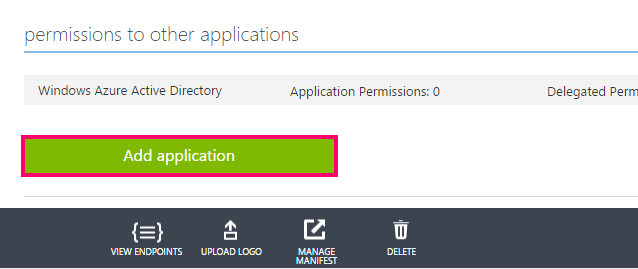 permissions to other applications
Windows Azure Active Directory Application Permissions: 0 Delegated Perm
Add application
VIEW ENDPOINTS UPLOAD LOGO MANAGE MANIFEST DELETE